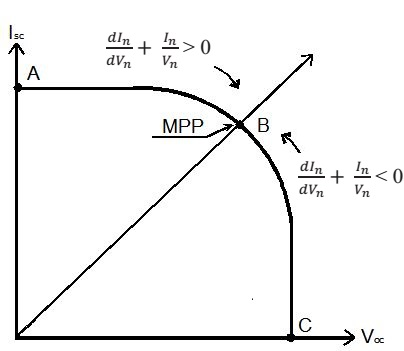 Isc
dIn/dVn + In/Vn > 0
A
MPP
B
dIn/dVn + In/Vn < 0
C
Voc